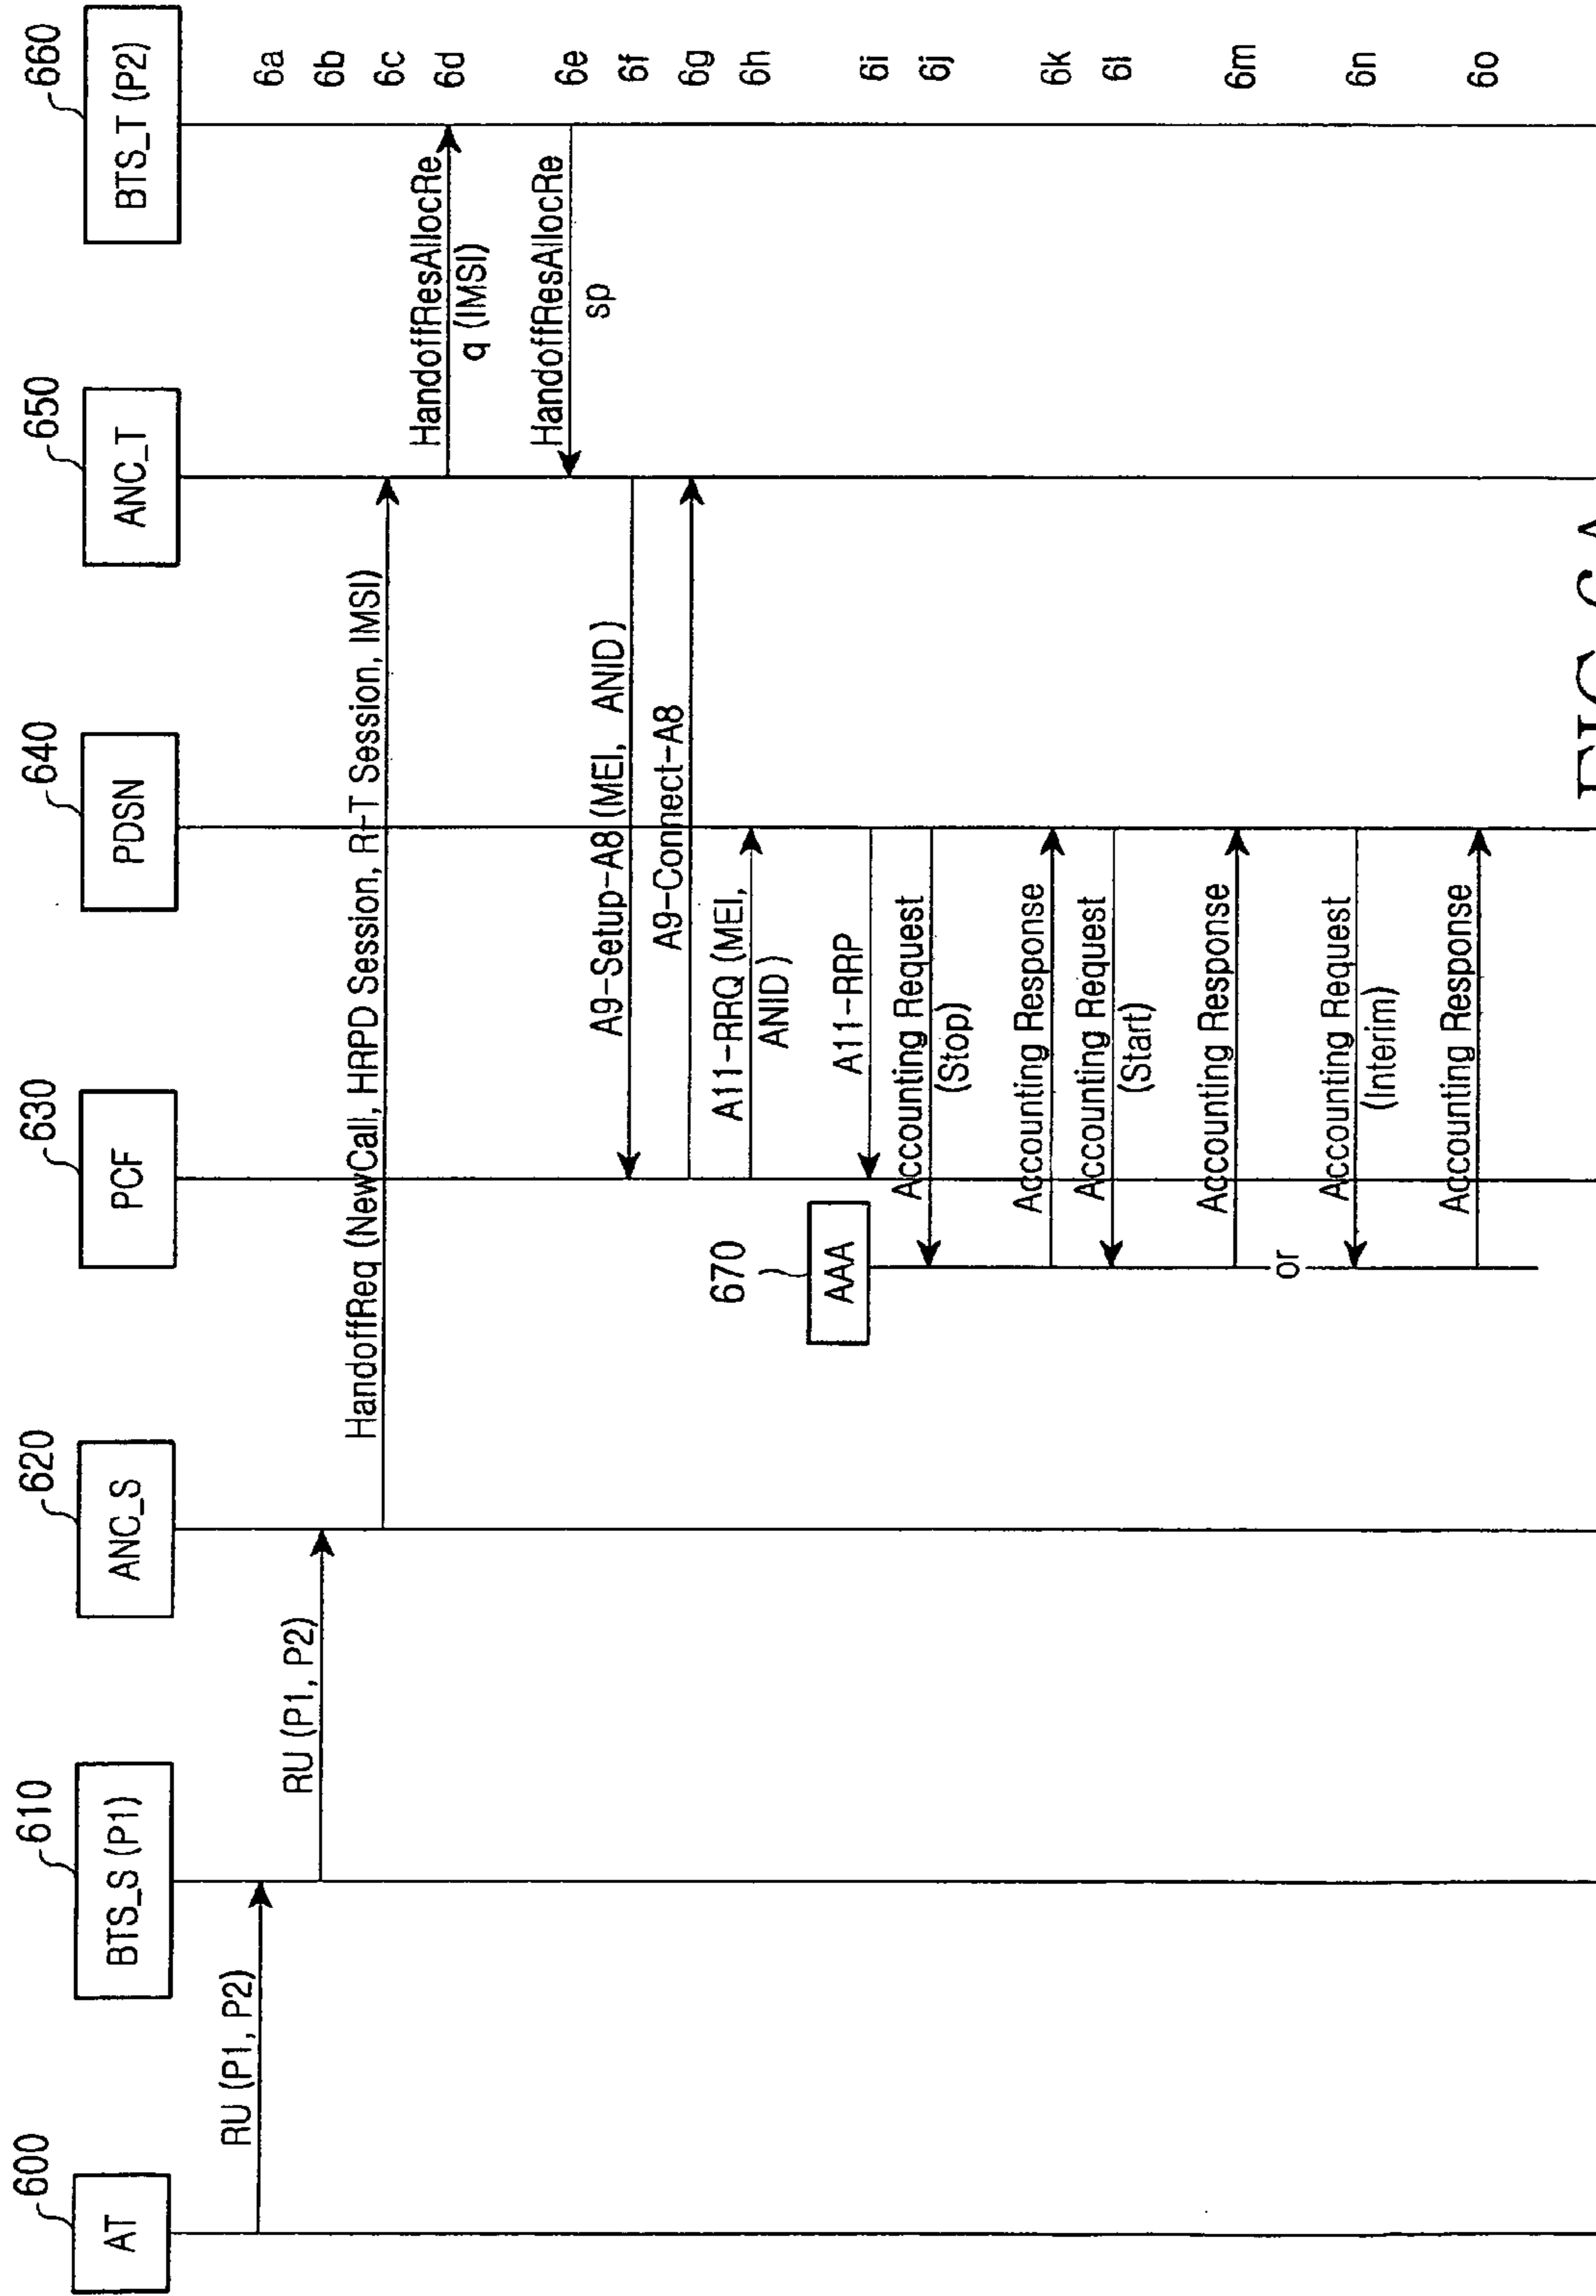 600
AT
610
BTS_S (P1)
620
ANC_S
630
PCF
640
PDSN
650
ANC_T
660
BTS_T (P2)
RU (P1, P2)
6a
RU (P1, P2)
6b
HandoffReq (NewCall, HRPD Session, R-T Session, IMSI)
6c
HandoffResAllocRe
q (IMSI)
6d
HandoffResAllocRe
sp
6e
A9-Setup-A8 (MEI, ANID)
6f
A9-Connect-A8
6g
A11-RRQ (MEI,
ANID)
6h
670
AAA
A11-RRP
6i
Accounting Request
(Stop)
6j
Accounting Response
6k
Accounting Request
(Start)
6l
Accounting Response
6m
or
Accounting Request
(Interim)
6n
Accounting Response
6o